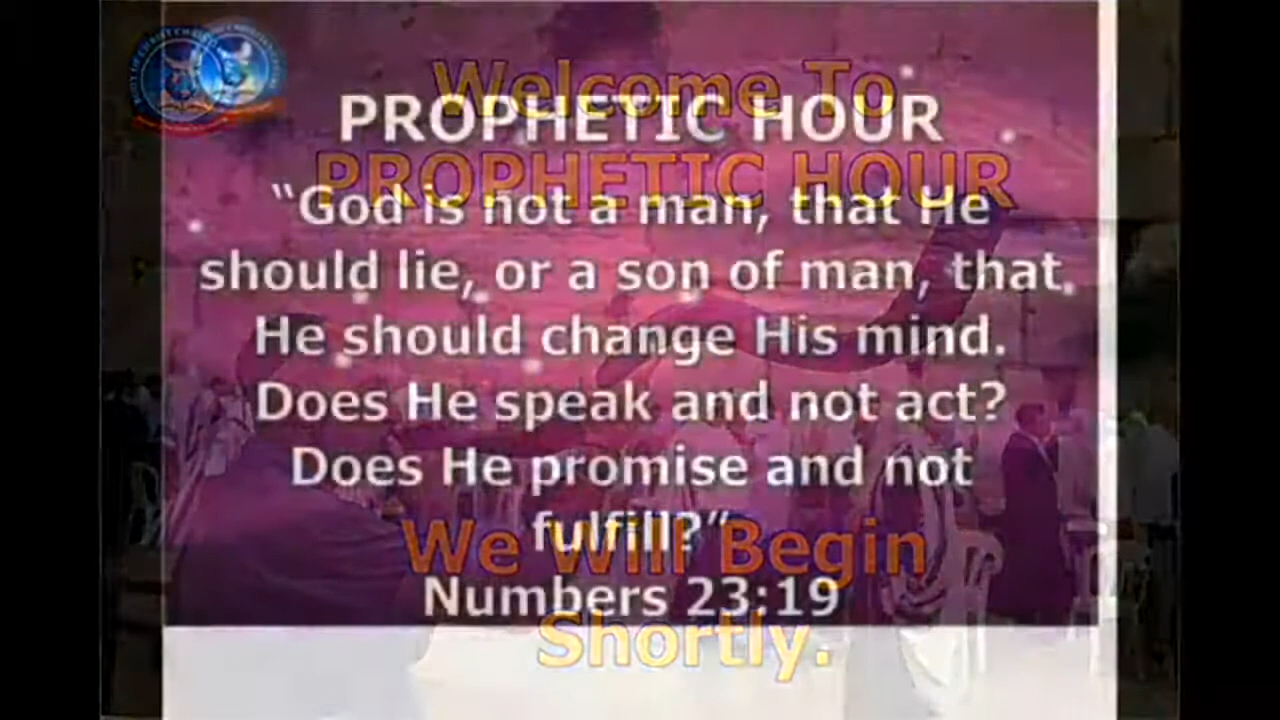 Welcome To
PROPHETIC HOUR
PROPHETIC HOUR
“God is not a man, that He
should lie, or a son of man, that
He should change His mind.
Does He speak and not act?
Does He promise and not
fulfill?”
We Will Begin
Numbers 23:19
Shortly.